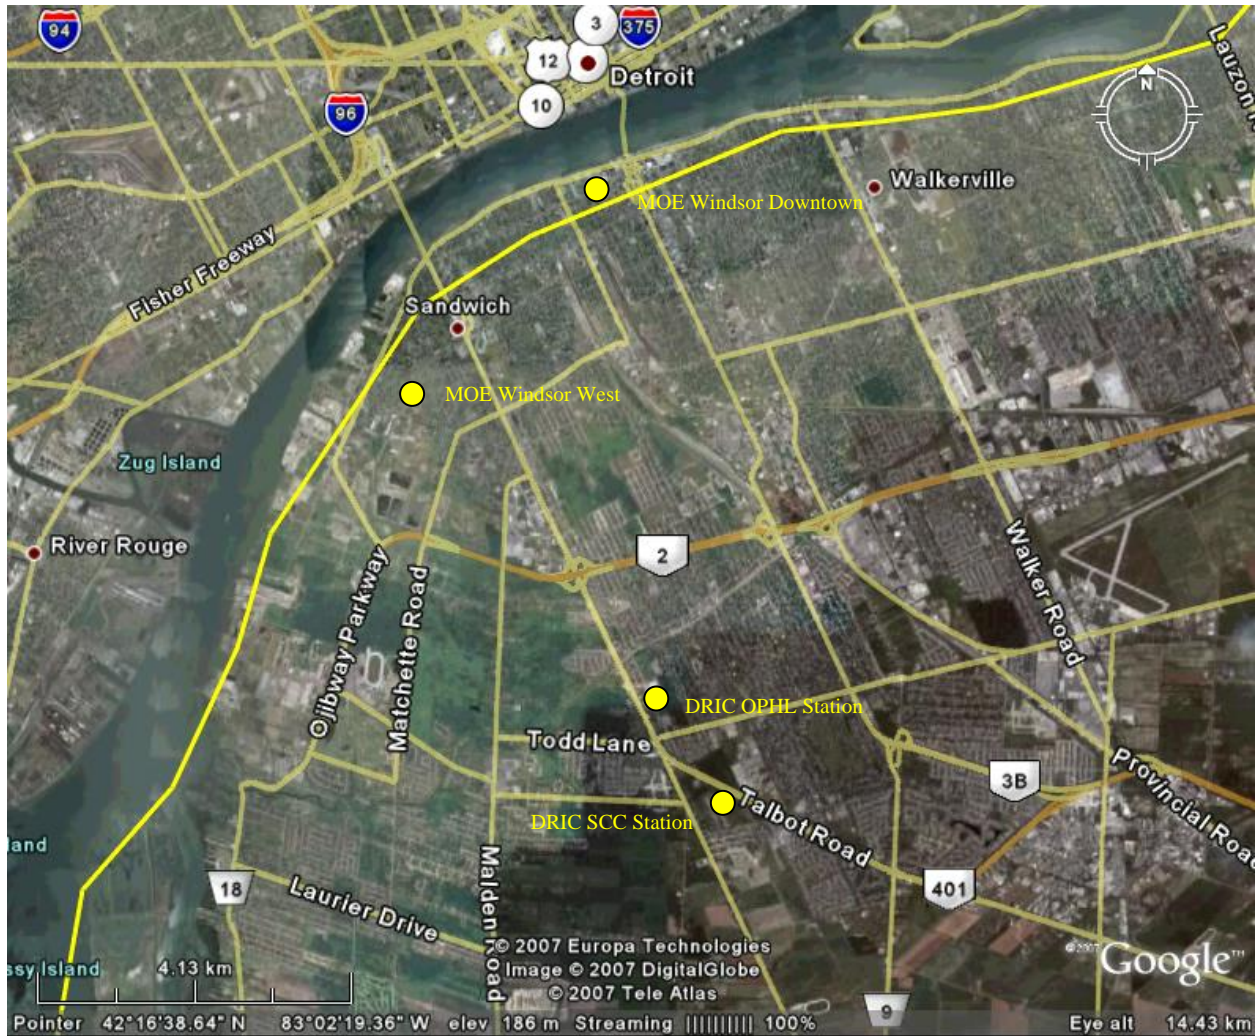 94
3
375
12
Detroit
10
96
Lauzon
N
Walkerville
MOE Windsor Downtown
Fisher Freeway
Sandwich
MOE Windsor West
Zug Island
River Rouge
2
Walker Road
Ojibway Parkway
Matchette Road
DRIC OPHL Station
Todd Lane
3B
Provincial Road
DRIC SCC Station
Talbot Road
land
18
Laurier Drive
Malden Road
401
© 2007 Europa Technologies
Image © 2007 DigitalGlobe
© 2007 Tele Atlas
© 2007
Google™
ssy Island
4.13 km
9
Pointer 42°16'38.64" N 83°02'19.36" W elev 186 m Streaming |||||||||| 100% Eye alt 14.43 km